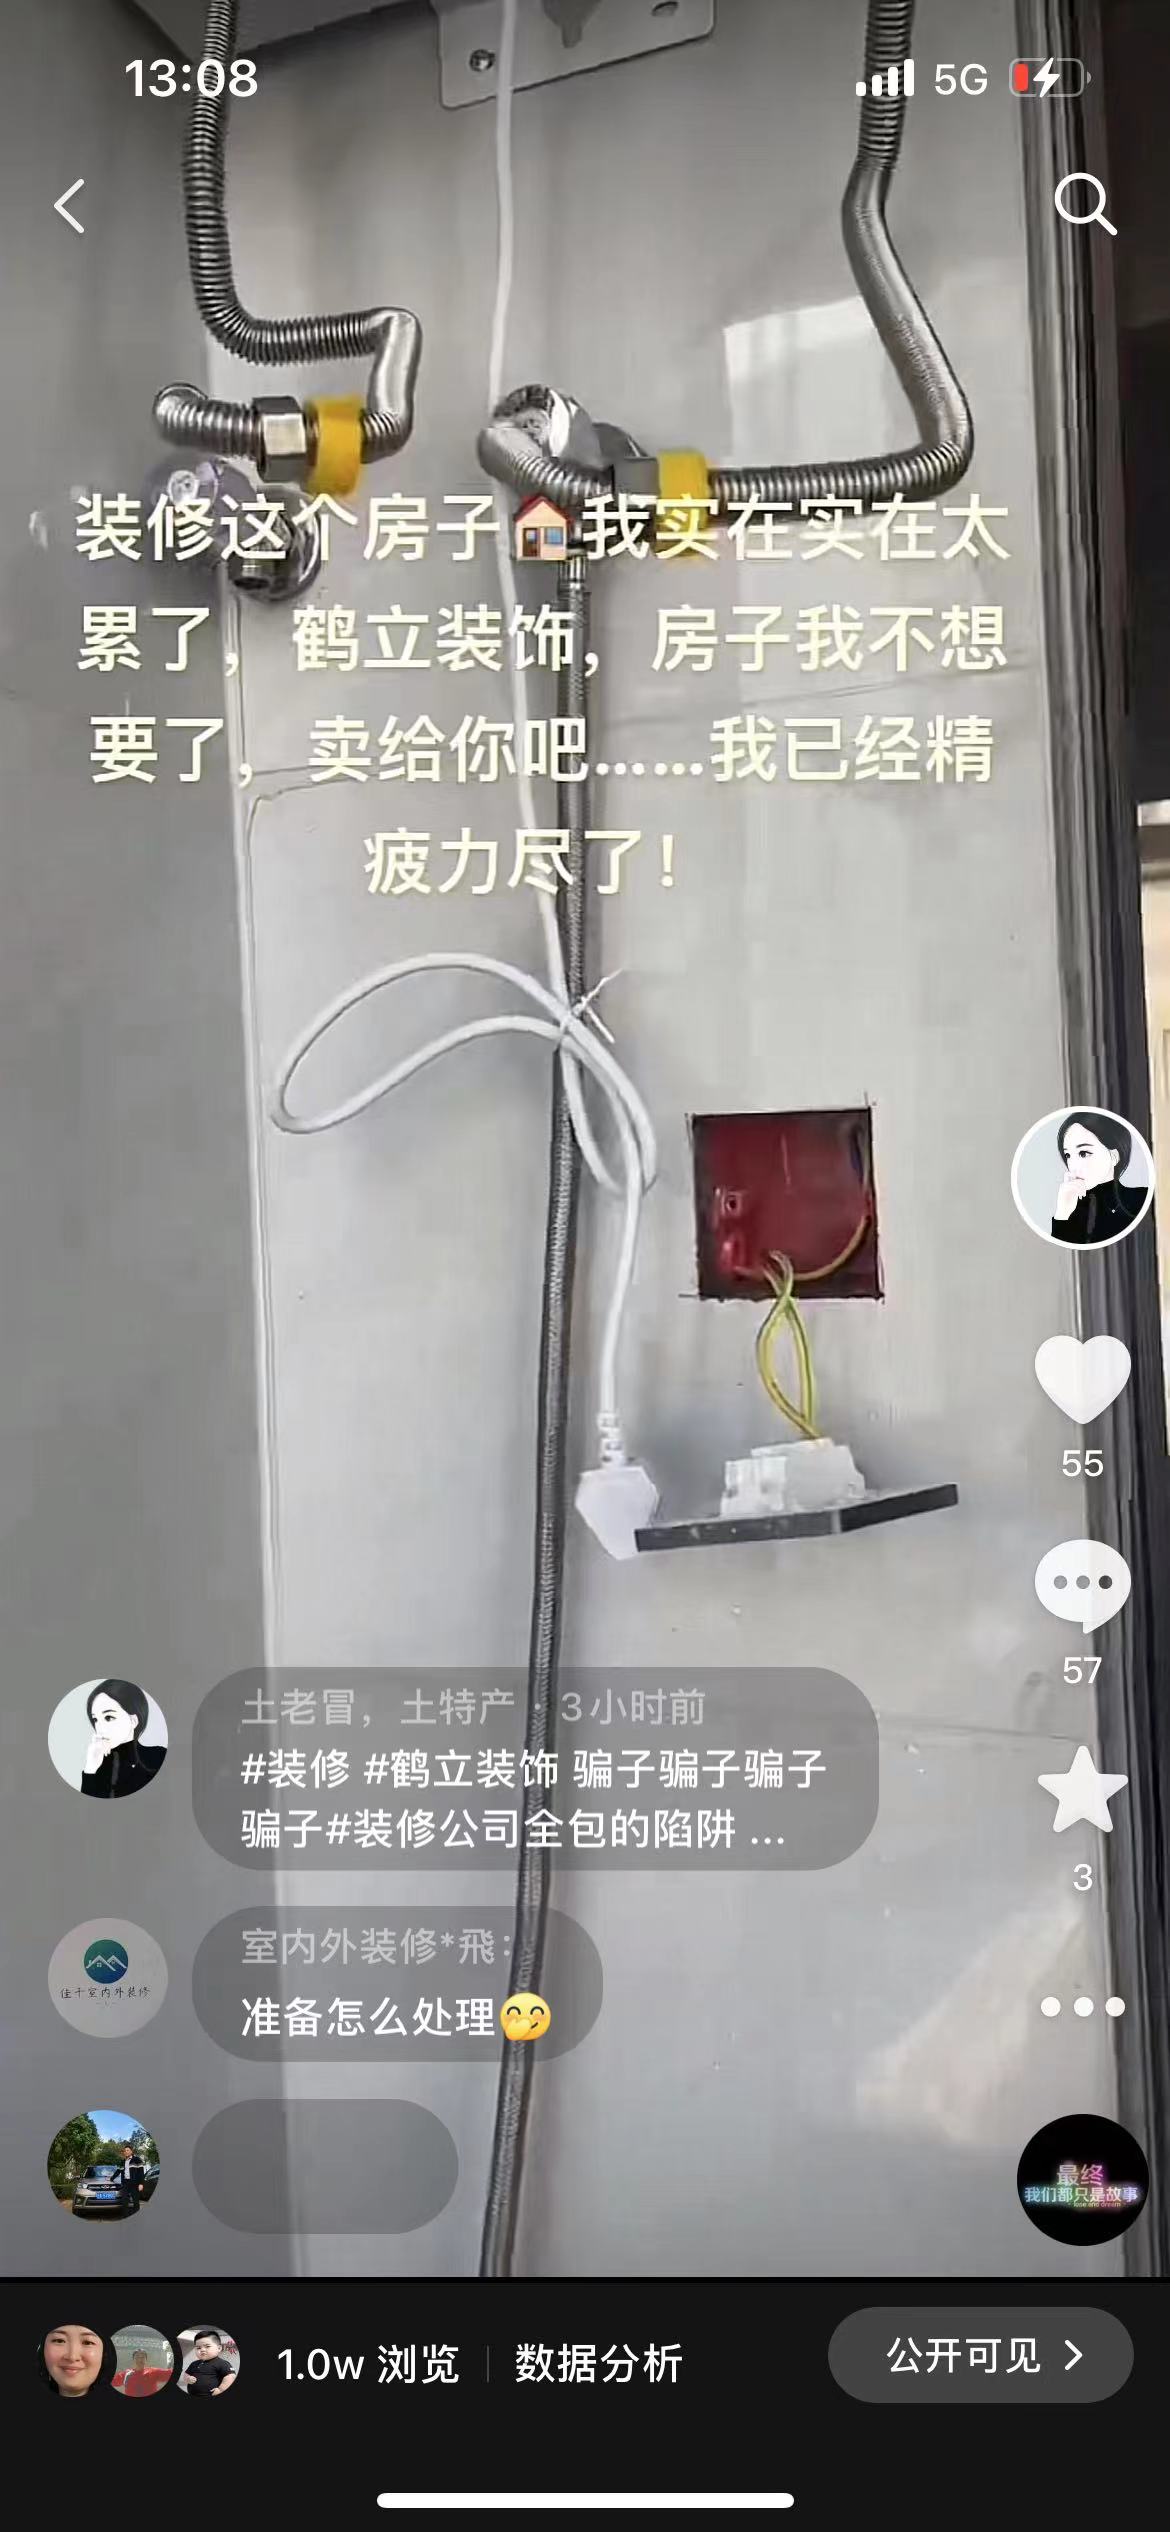 13:08
5G
装修这个房子🏠我实在实在太
累了，鹤立装饰，房子我不想
要了，卖给你吧……我已经精
疲力尽了！
55
57
土老冒，土特产 · 3小时前
#装修 #鹤立装饰 骗子骗子骗子
骗子#装修公司全包的陷阱 ...
3
室内外装修*飛：
准备怎么处理🤭
佳千室内外装修
最终
我们都只是故事
1.0w 浏览 | 数据分析
公开可见